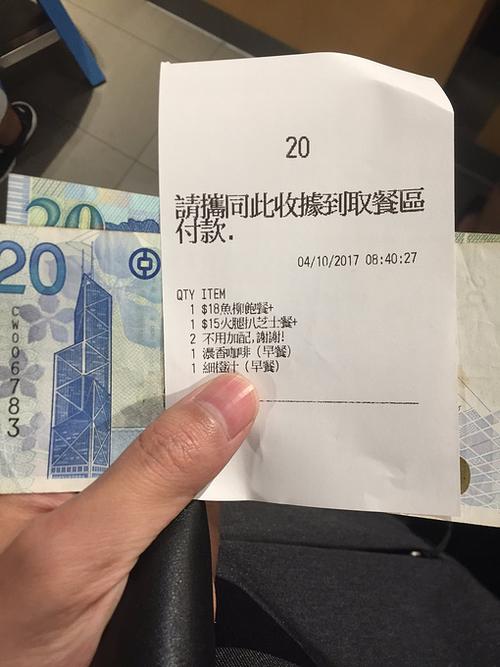 20
請攜同此收據到取餐區
付款.
04/10/2017 08:40:27
QTY ITEM
1 $18魚柳飽餐+
1 $15火腿扒芝士餐+
2 不用加配,謝謝!
1 濃香咖啡（早餐）
1 細橙汁（早餐）
20
20
CW006783